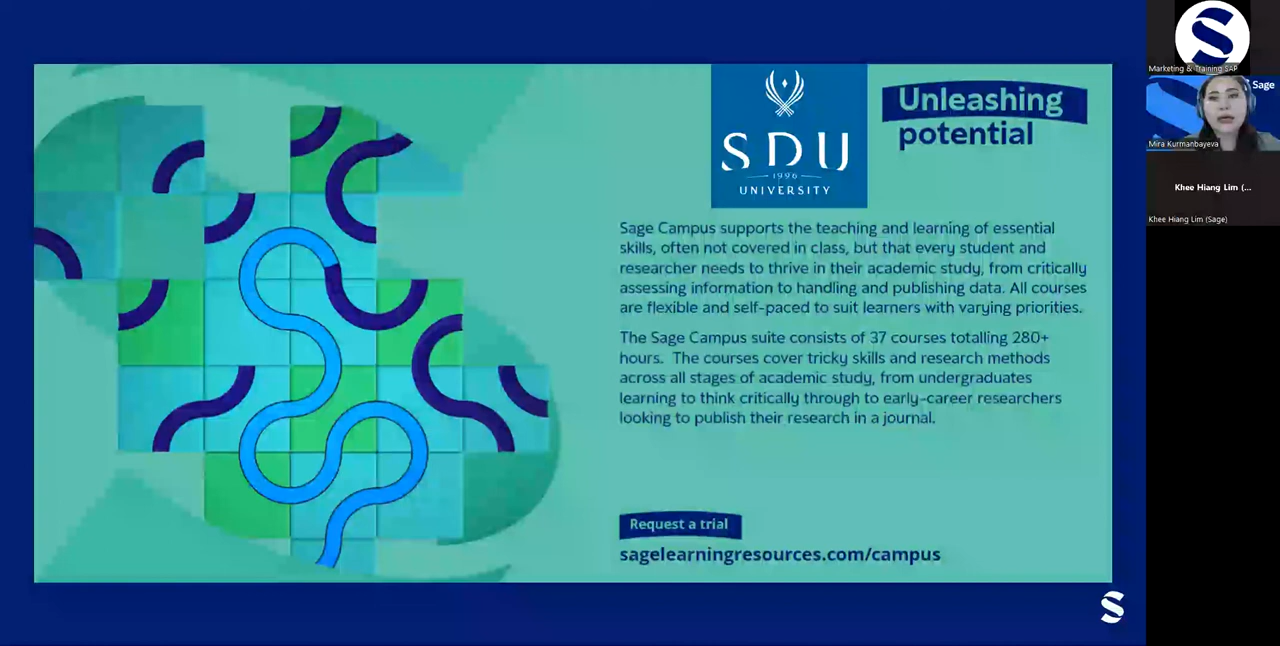 SDU
1996
UNIVERSITY
Unleashing
potential
Sage Campus supports the teaching and learning of essential
skills, often not covered in class, but that every student and
researcher needs to thrive in their academic study, from critically
assessing information to handling and publishing data. All courses
are flexible and self-paced to suit learners with varying priorities.
The Sage Campus suite consists of 37 courses totalling 280+
hours. The courses cover tricky skills and research methods
across all stages of academic study, from undergraduates
learning to think critically through to early-career researchers
looking to publish their research in a journal.
Request a trial
sagelearningresources.com/campus
Marketing & Training SAP
Sage
Mira Kurmanbayeva
Khee Hiang Lim (...
Khee Hiang Lim (Sage)